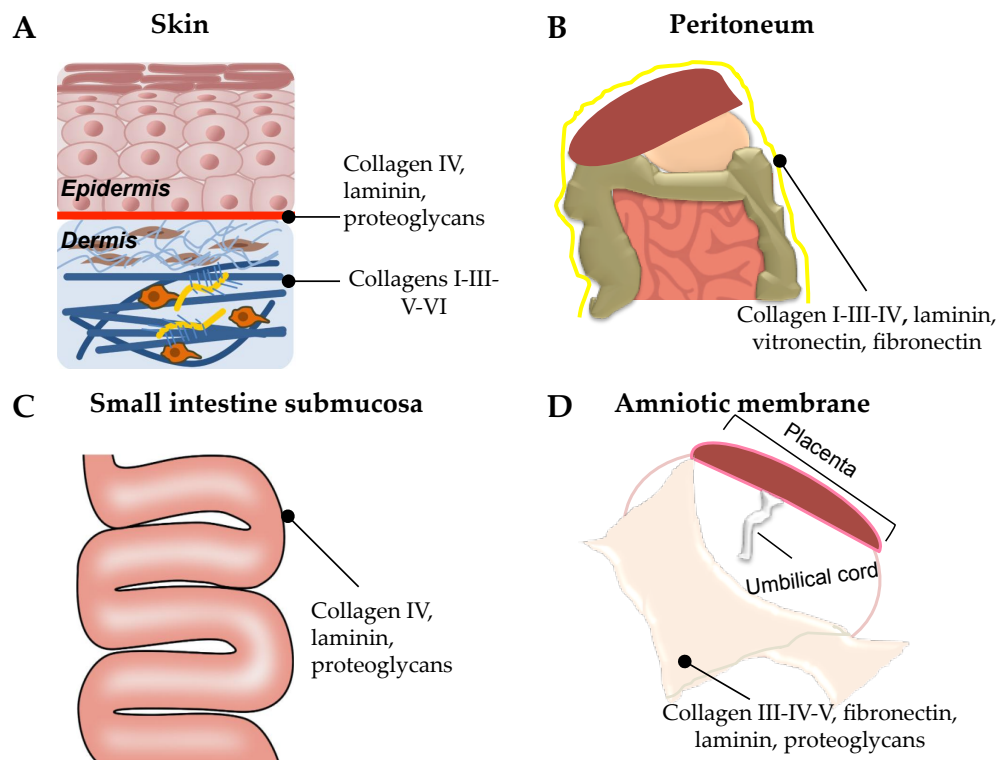 A Skin
Epidermis
Dermis
Collagen IV,
laminin,
proteoglycans
Collagens I-III-
V-VI
B Peritoneum
Collagen I-III-IV, laminin,
vitronectin, fibronectin
C Small intestine submucosa
Collagen IV,
laminin,
proteoglycans
D Amniotic membrane
Placenta
Umbilical cord
Collagen III-IV-V, fibronectin,
laminin, proteoglycans